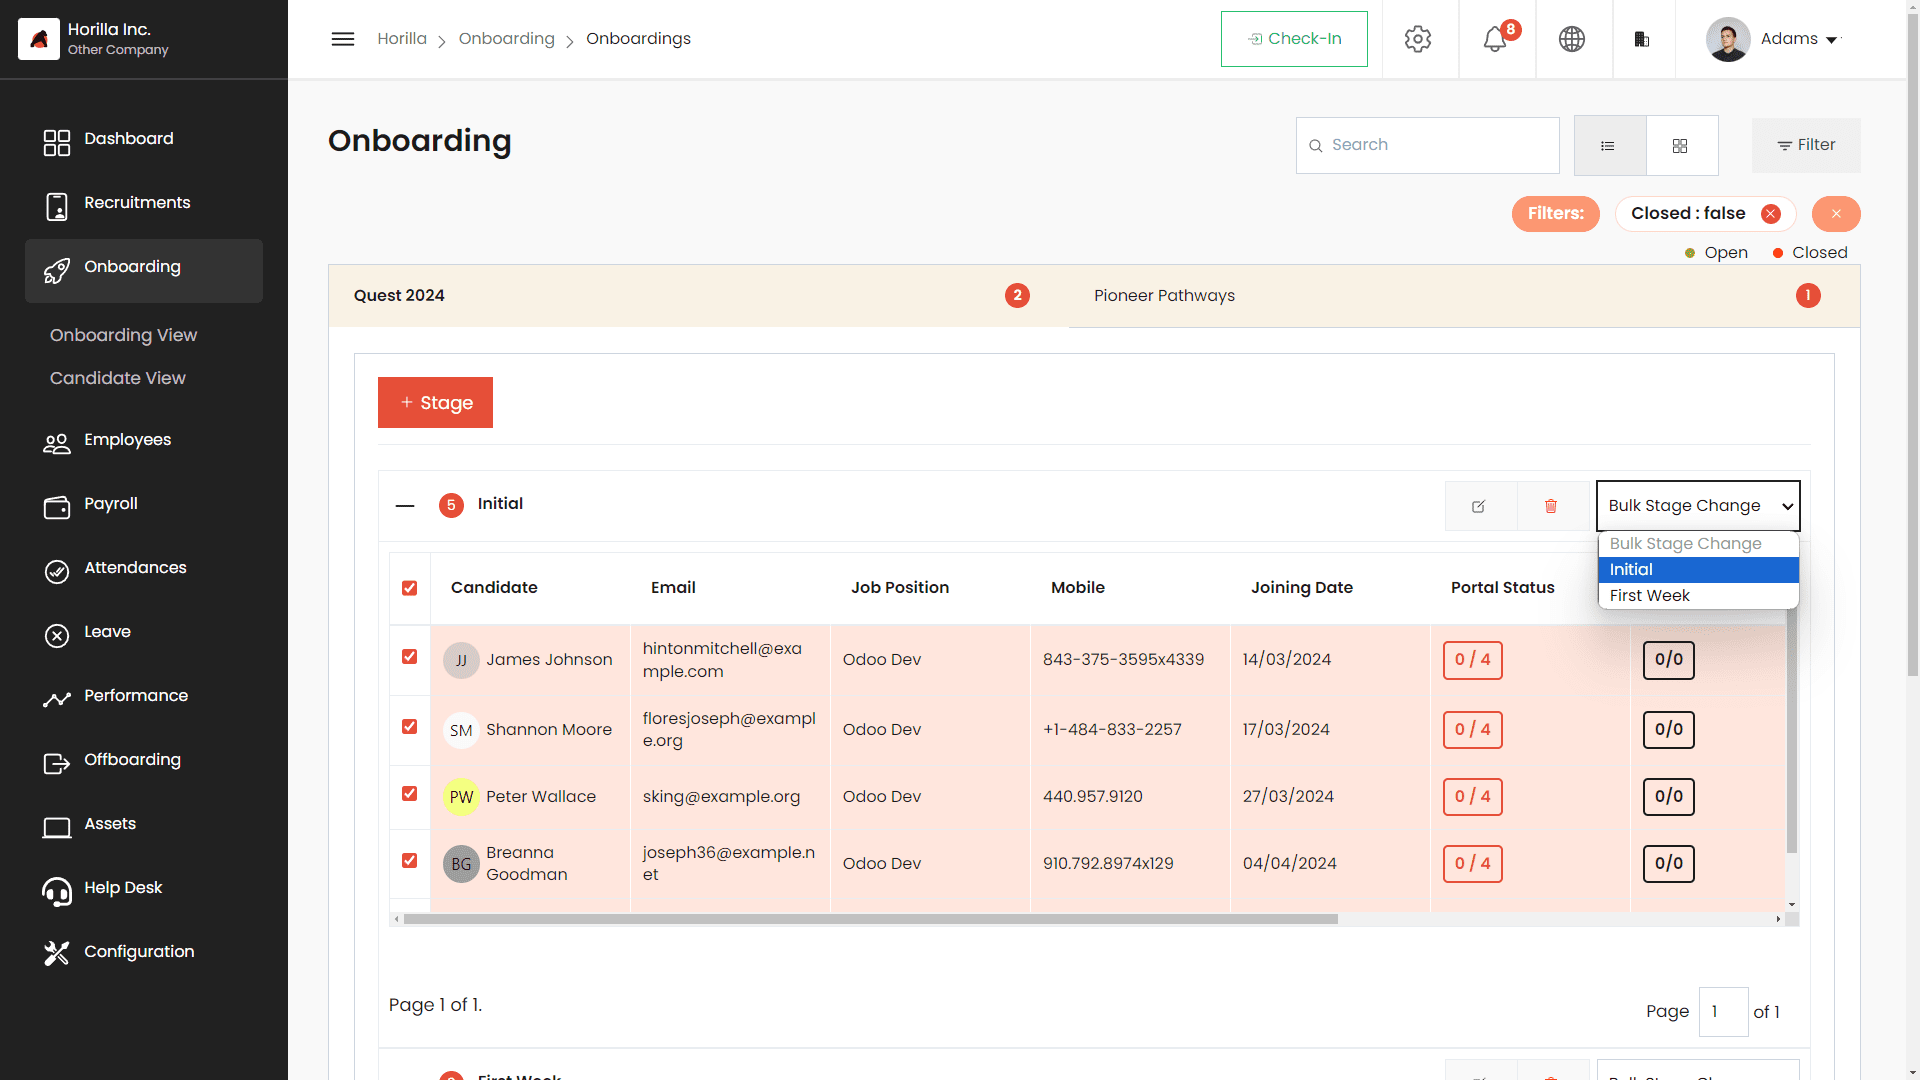 Horilla Inc.
Other Company
Horilla
Onboarding
Onboardings
Check-In
8
Adams
Dashboard
Recruitments
Onboarding
Onboarding View
Candidate View
Employees
Payroll
Attendances
Leave
Performance
Offboarding
Assets
Help Desk
Configuration
Onboarding
Search
Filter
Filters:
Closed : false
Open
Closed
Quest 2024
2
Pioneer Pathways
1
+ Stage
5
Initial
Bulk Stage Change
Bulk Stage Change
Initial
First Week
Candidate
Email
Job Position
Mobile
Joining Date
Portal Status
JJ
James Johnson
hintonmitchell@exa
mple.com
Odoo Dev
843-375-3595x4339
14/03/2024
0 / 4
0/0
SM
Shannon Moore
floresjoseph@exampl
e.org
Odoo Dev
+1-484-833-2257
17/03/2024
0 / 4
0/0
PW
Peter Wallace
sking@example.org
Odoo Dev
440.957.9120
27/03/2024
0 / 4
0/0
BG
Breanna
Goodman
joseph36@example.n
et
Odoo Dev
910.792.8974x129
04/04/2024
0 / 4
0/0
Page 1 of 1.
Page
1
of 1
First Week
Bulk Stage Change